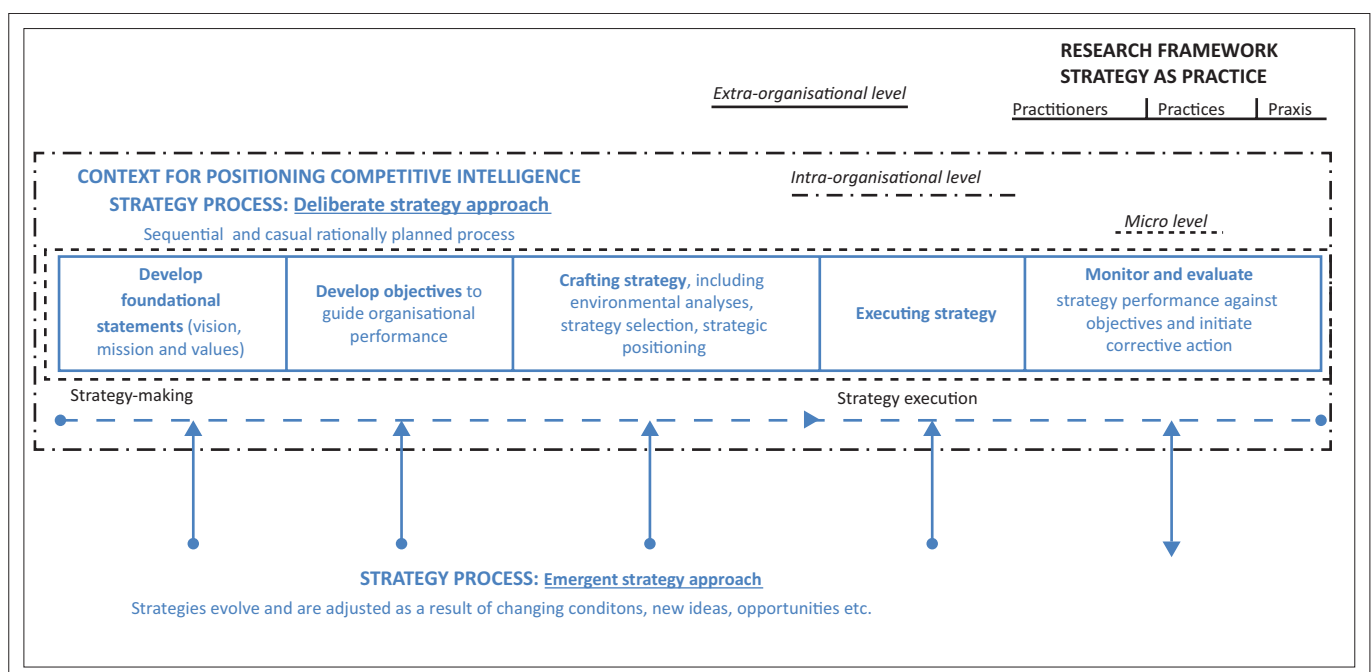 RESEARCH FRAMEWORK
STRATEGY AS PRACTICE
Extra-organisational level
Practitioners
Practices
Praxis
CONTEXT FOR POSITIONING COMPETITIVE INTELLIGENCE
STRATEGY PROCESS: Deliberate strategy approach
Sequential and casual rationally planned process
Intra-organisational level
Micro level
Develop
foundational
statements (vision,
mission and values)
Develop objectives to
guide organisational
performance
Crafting strategy, including
environmental analyses,
strategy selection, strategic
positioning
Executing strategy
Monitor and evaluate
strategy performance against
objectives and initiate
corrective action
Strategy-making
Strategy execution
STRATEGY PROCESS: Emergent strategy approach
Strategies evolve and are adjusted as a result of changing conditons, new ideas, opportunities etc.